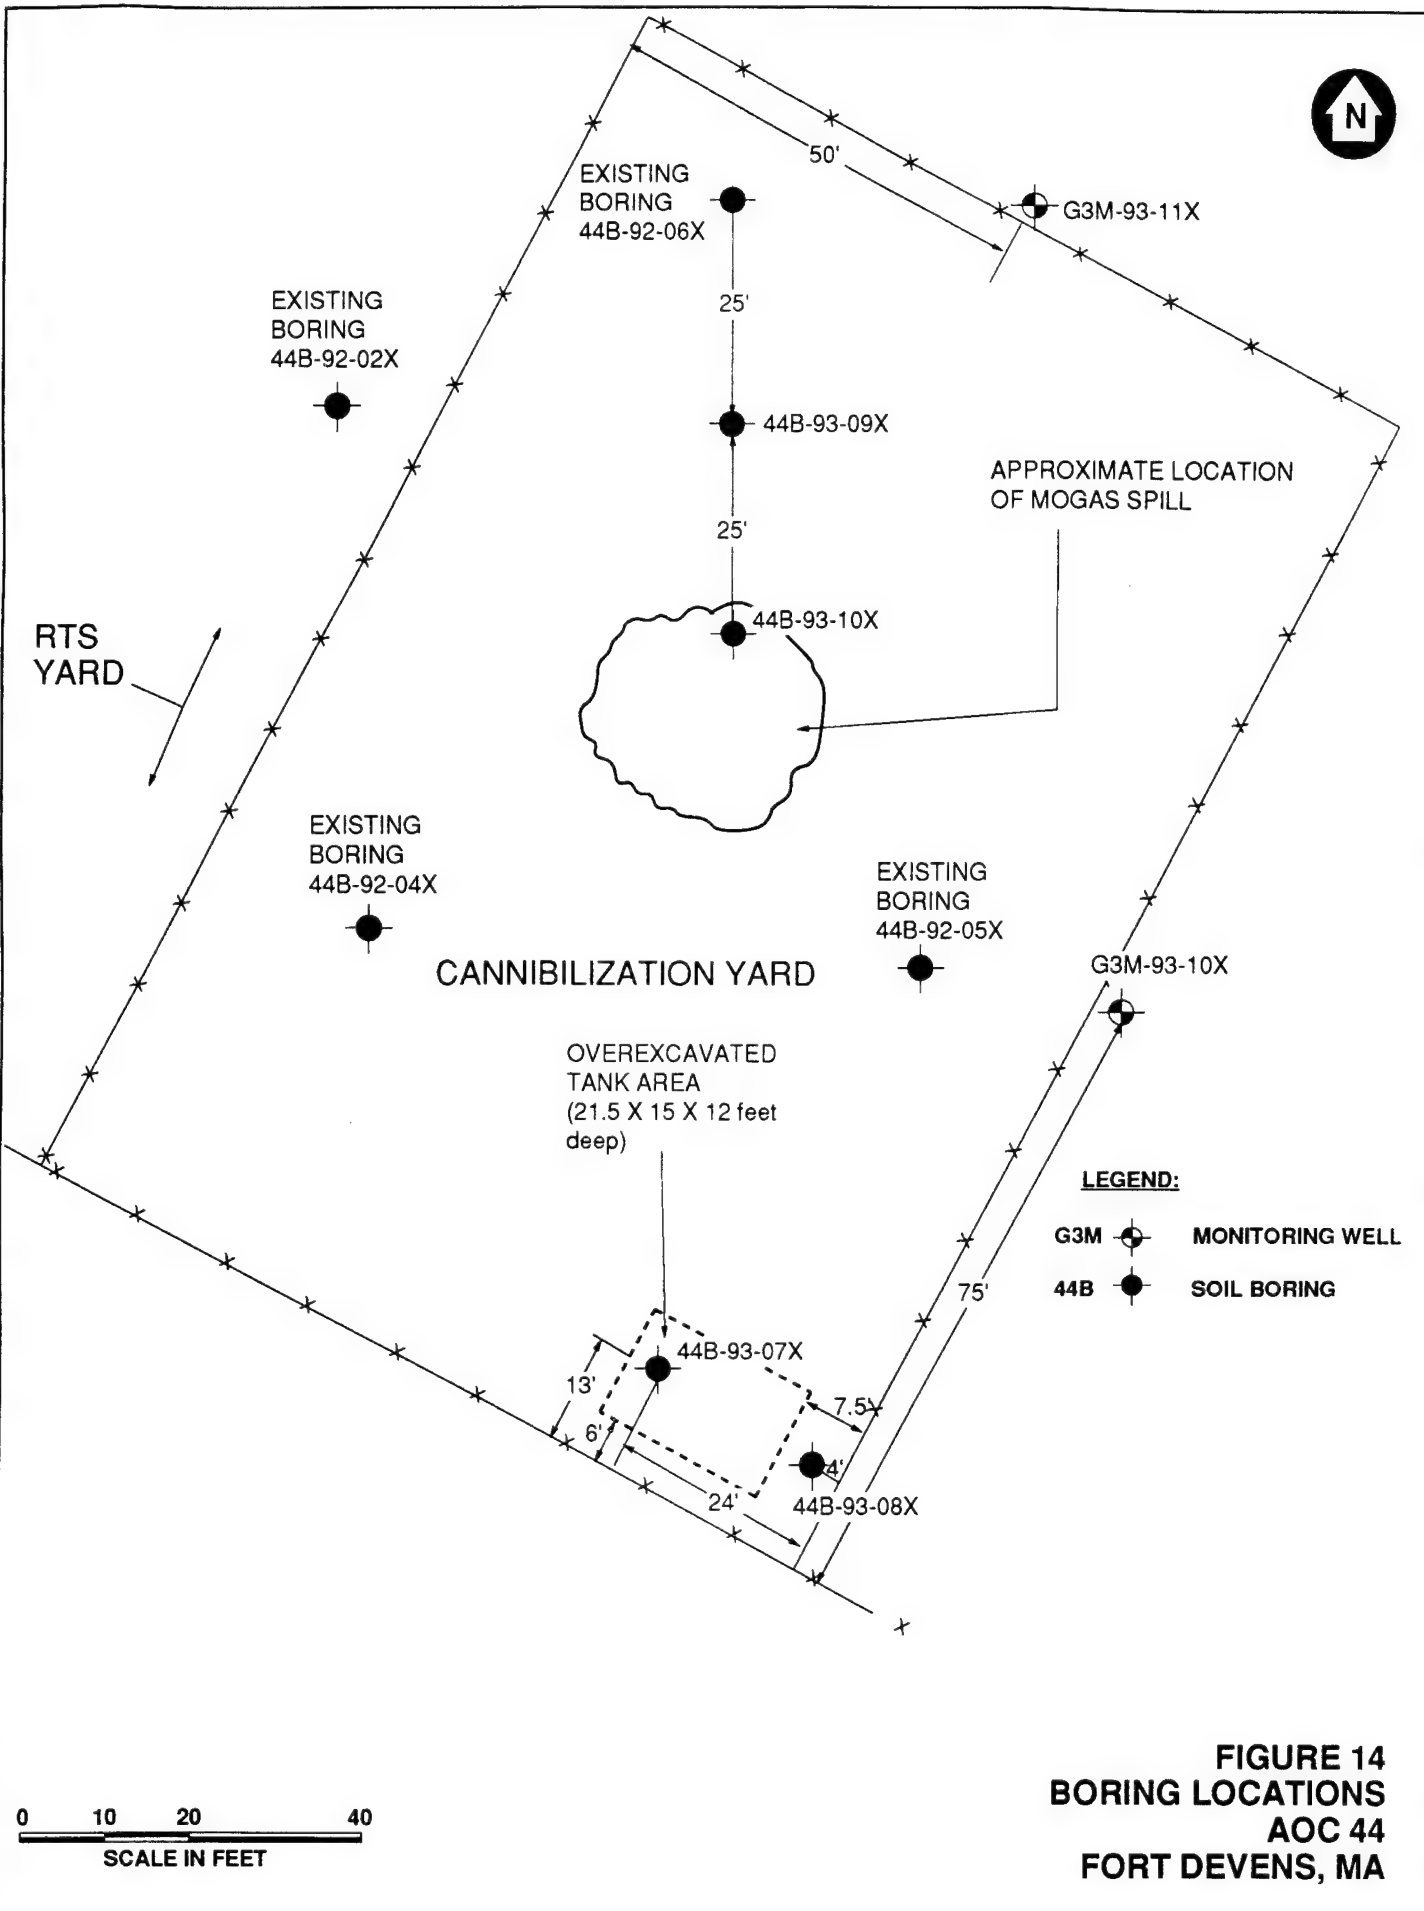 N
50'
EXISTING
BORING
44B-92-06X
G3M-93-11X
25'
EXISTING
BORING
44B-92-02X
44B-93-09X
APPROXIMATE LOCATION
OF MOGAS SPILL
25'
44B-93-10X
RTS
YARD
EXISTING
BORING
44B-92-04X
EXISTING
BORING
44B-92-05X
G3M-93-10X
CANNIBILIZATION YARD
OVEREXCAVATED
TANK AREA
(21.5 X 15 X 12 feet
deep)
LEGEND:
G3M MONITORING WELL
44B SOIL BORING
75'
44B-93-07X
13'
7.5'
6'
4'
24'
44B-93-08X
FIGURE 14
BORING LOCATIONS
AOC 44
FORT DEVENS, MA
0 10 20 40
SCALE IN FEET